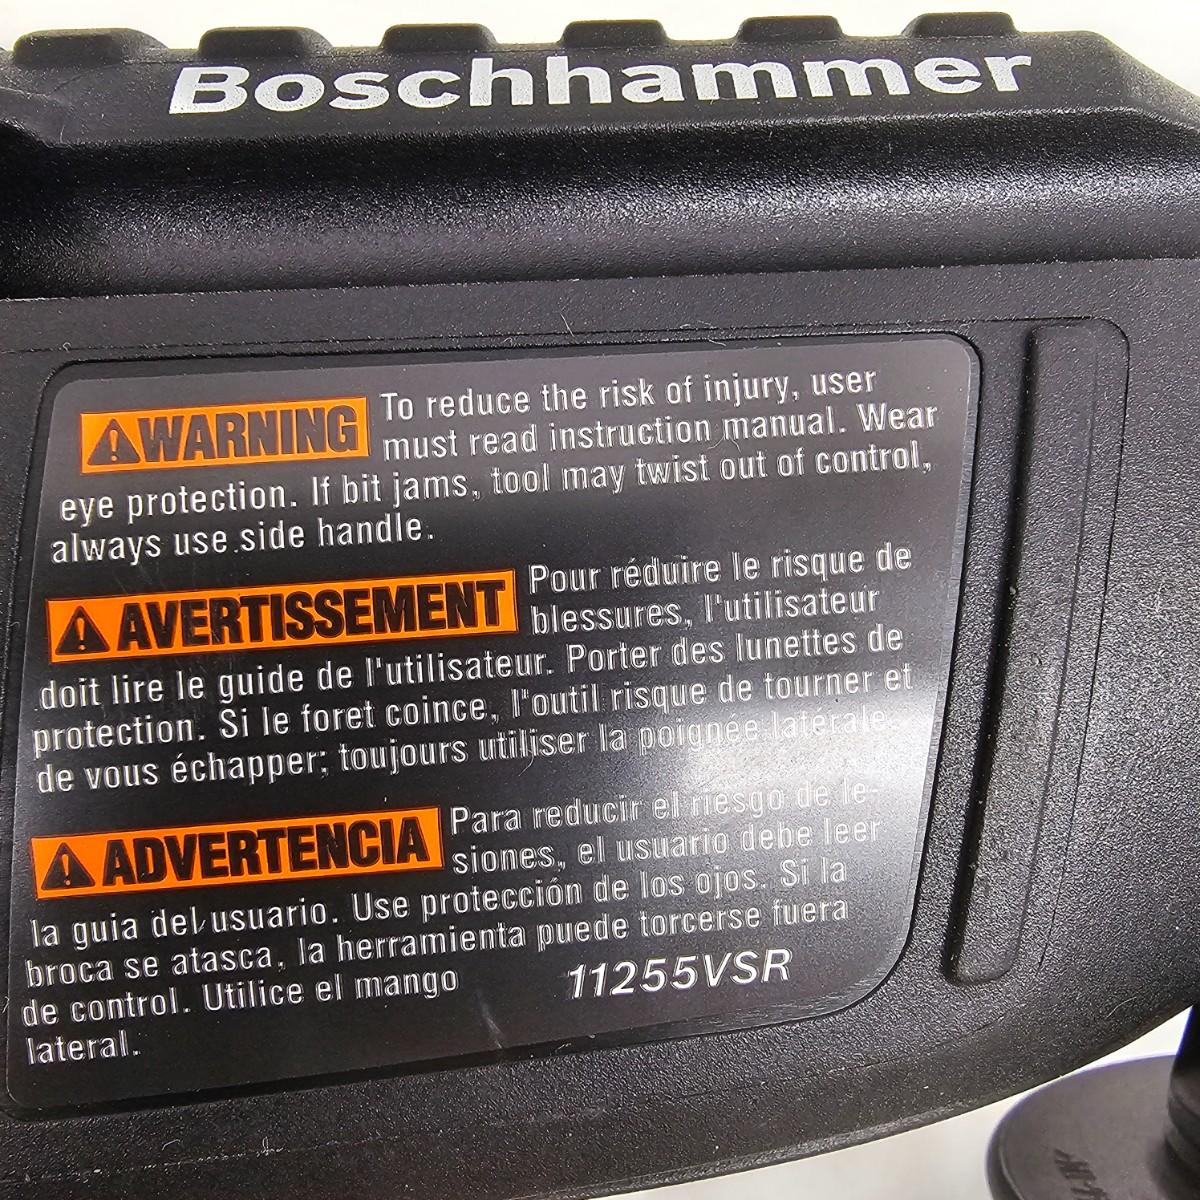 Boschhammer
⚠WARNING To reduce the risk of injury, user
must read instruction manual. Wear
eye protection. If bit jams, tool may twist out of control,
always use side handle.
⚠AVERTISSEMENT Pour réduire le risque de
blessures, l'utilisateur
doit lire le guide de l'utilisateur. Porter des lunettes de
protection. Si le foret coince, l'outil risque de tourner et
de vous échapper; toujours utiliser la poignée latérale.
⚠ADVERTENCIA Para reducir el riesgo de le-
siones, el usuario debe leer
la guia del usuario. Use protección de los ojos. Si la
broca se atasca, la herramienta puede torcerse fuera
de control. Utilice el mango
lateral.
11255VSR